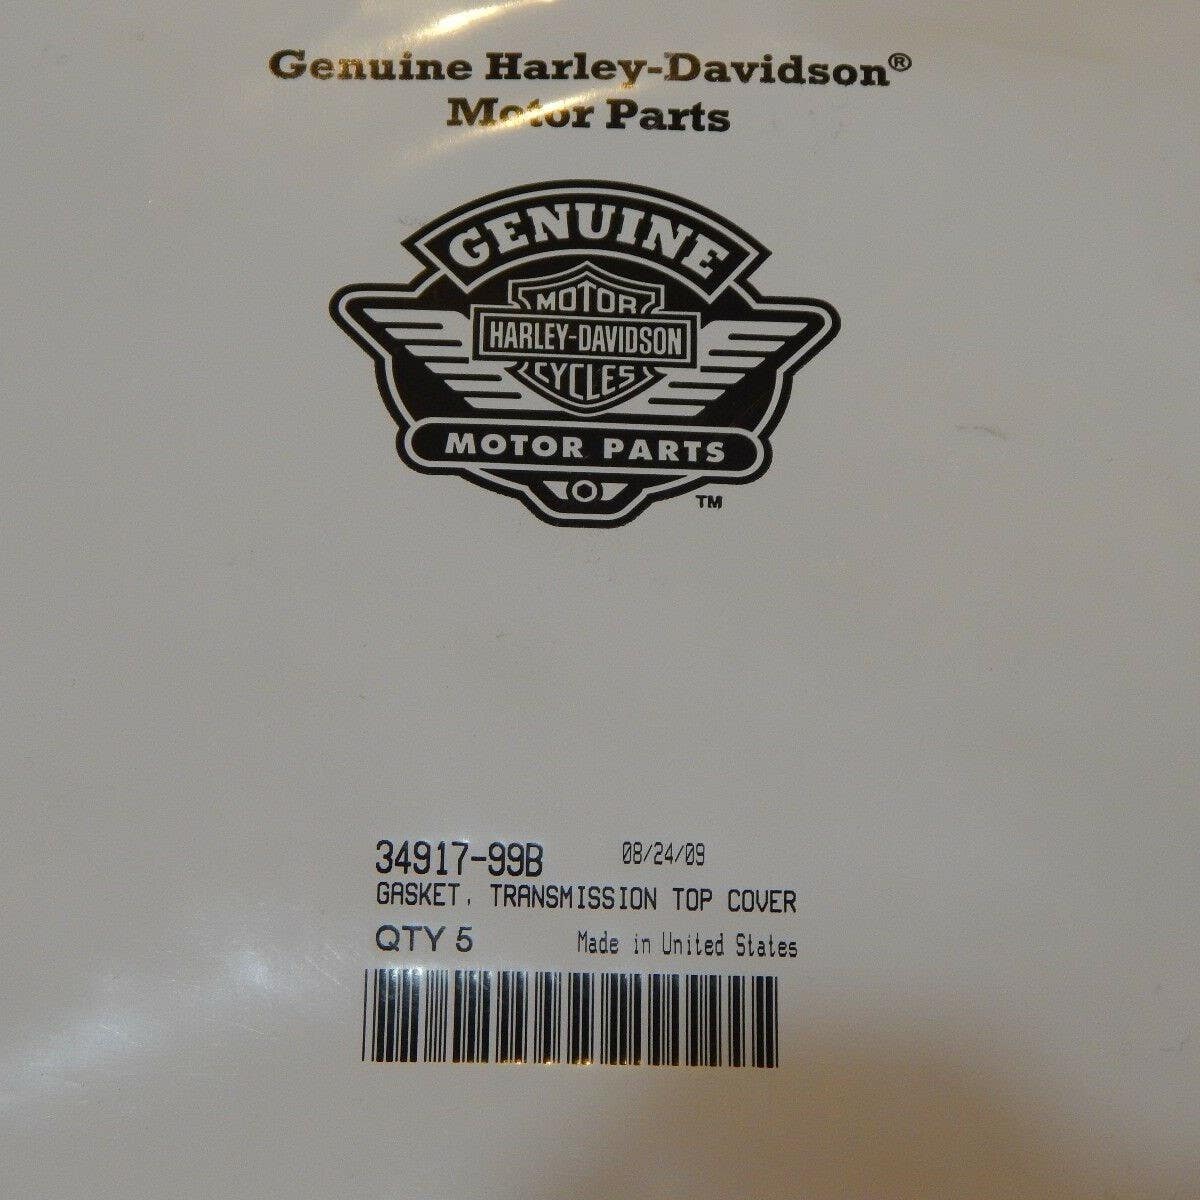 Genuine Harley-Davidson®
Motor Parts
GENUINE
MOTOR
HARLEY-DAVIDSON
CYCLES
MOTOR PARTS
TM
34917-99B 08/24/09
GASKET, TRANSMISSION TOP COVER
QTY 5 Made in United States